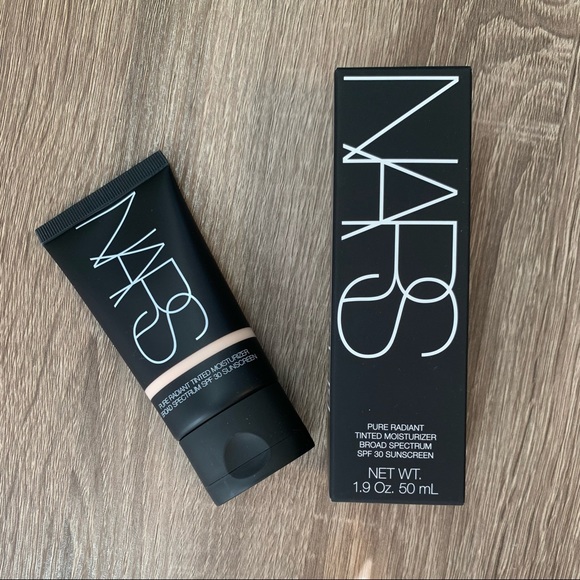 NARS
PURE RADIANT TINTED MOISTURIZER
BROAD SPECTRUM SPF 30 SUNSCREEN
NARS
PURE RADIANT
TINTED MOISTURIZER
BROAD SPECTRUM
SPF 30 SUNSCREEN
NET WT.
1.9 Oz. 50 mL